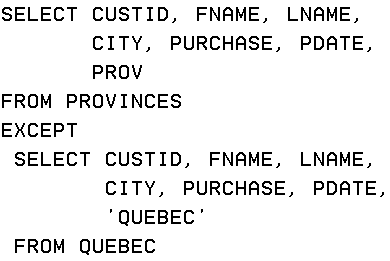 SELECT CUSTID, FNAME, LNAME,
CITY, PURCHASE, PDATE,
PROV
FROM PROVINCES
EXCEPT
SELECT CUSTID, FNAME, LNAME,
CITY, PURCHASE, PDATE,
'QUEBEC'
FROM QUEBEC